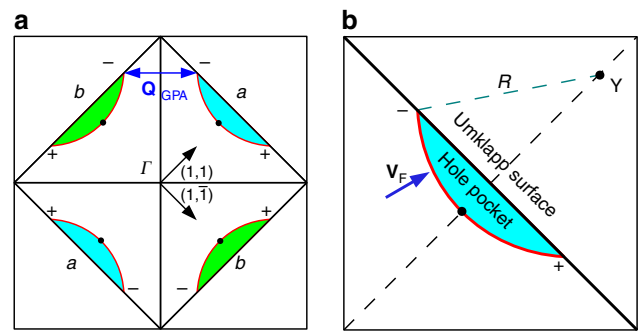 a
b
− −
b
a
Q GPA
+ +
Γ
(1,1)
(1,1̄)
+ +
a
b
− −
Y
R
−
Umklapp surface
V F
Hole pocket
+